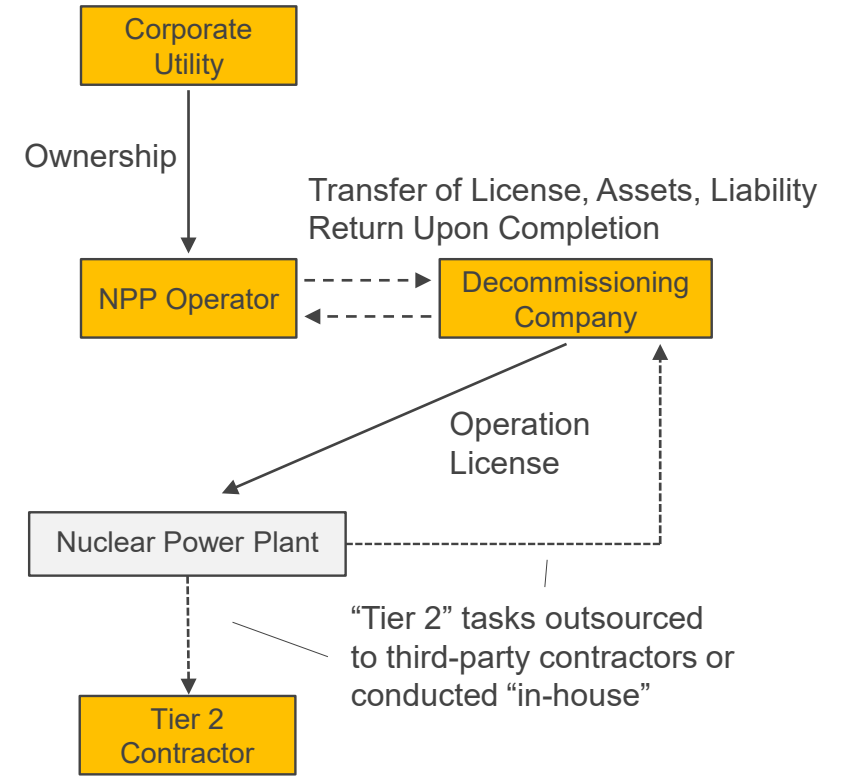 Corporate
Utility
Ownership
Transfer of License, Assets, Liability
Return Upon Completion
NPP Operator
Decommissioning
Company
Operation
License
Nuclear Power Plant
“Tier 2” tasks outsourced
to third-party contractors or
conducted “in-house”
Tier 2
Contractor